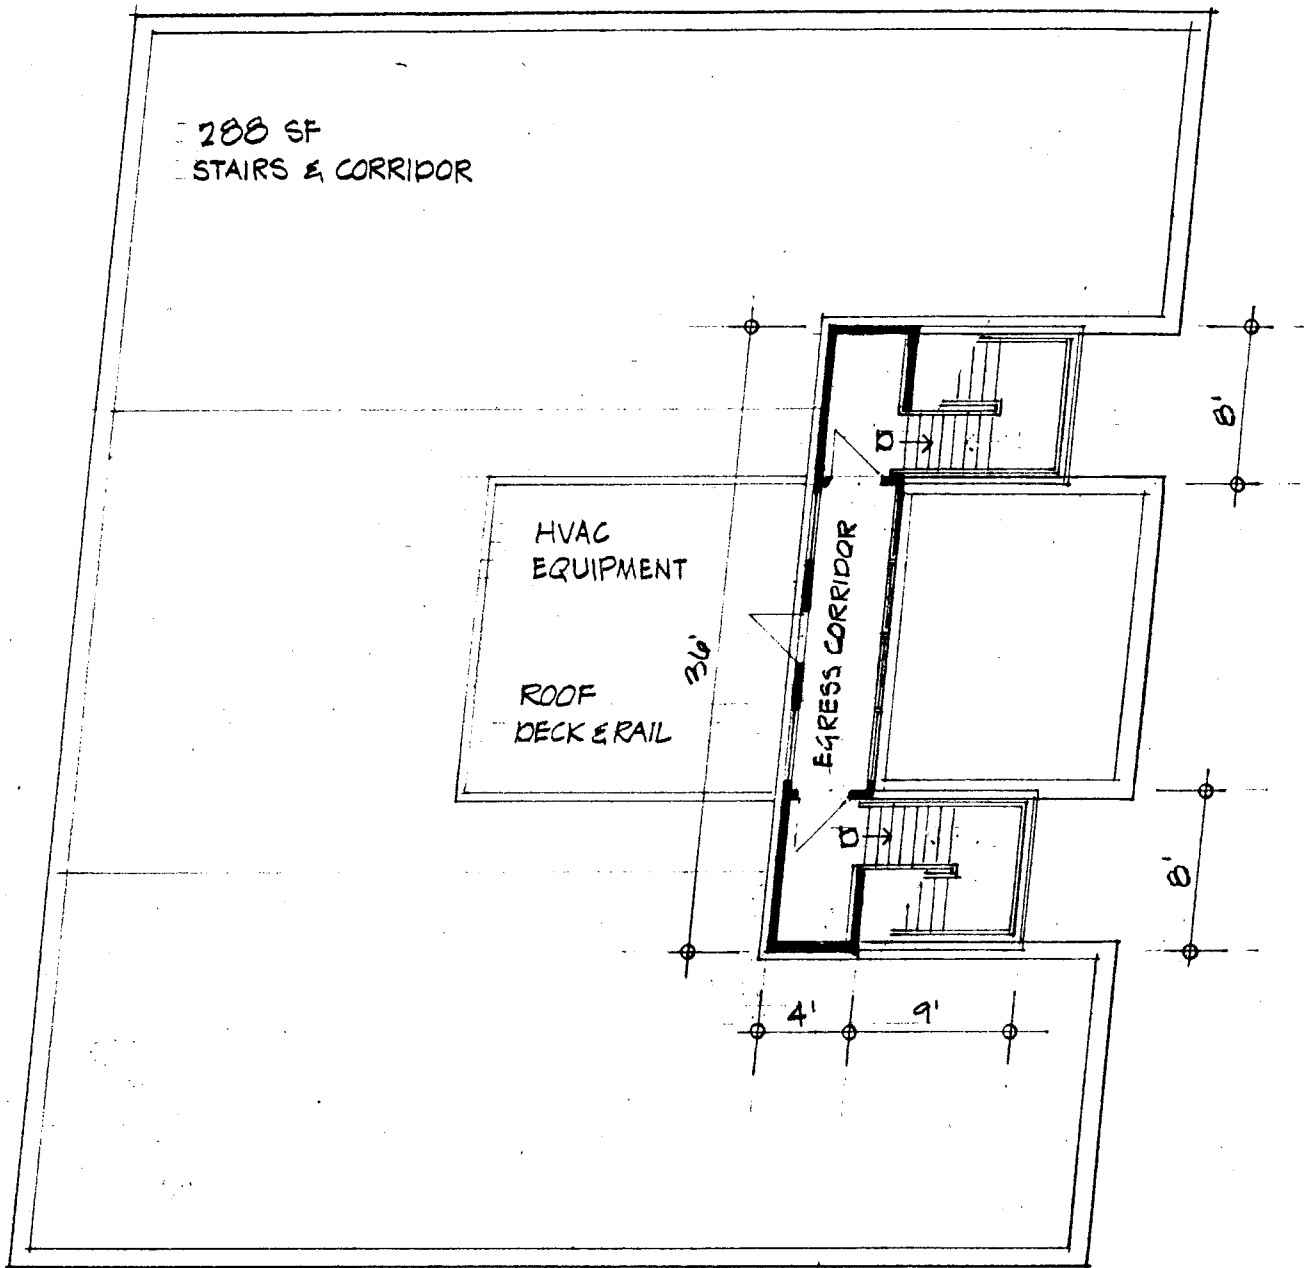 288 SF
STAIRS & CORRIDOR
8'
D
HVAC
EQUIPMENT
EGRESS CORRIDOR
36'
ROOF
DECK & RAIL
D
8'
4'
9'